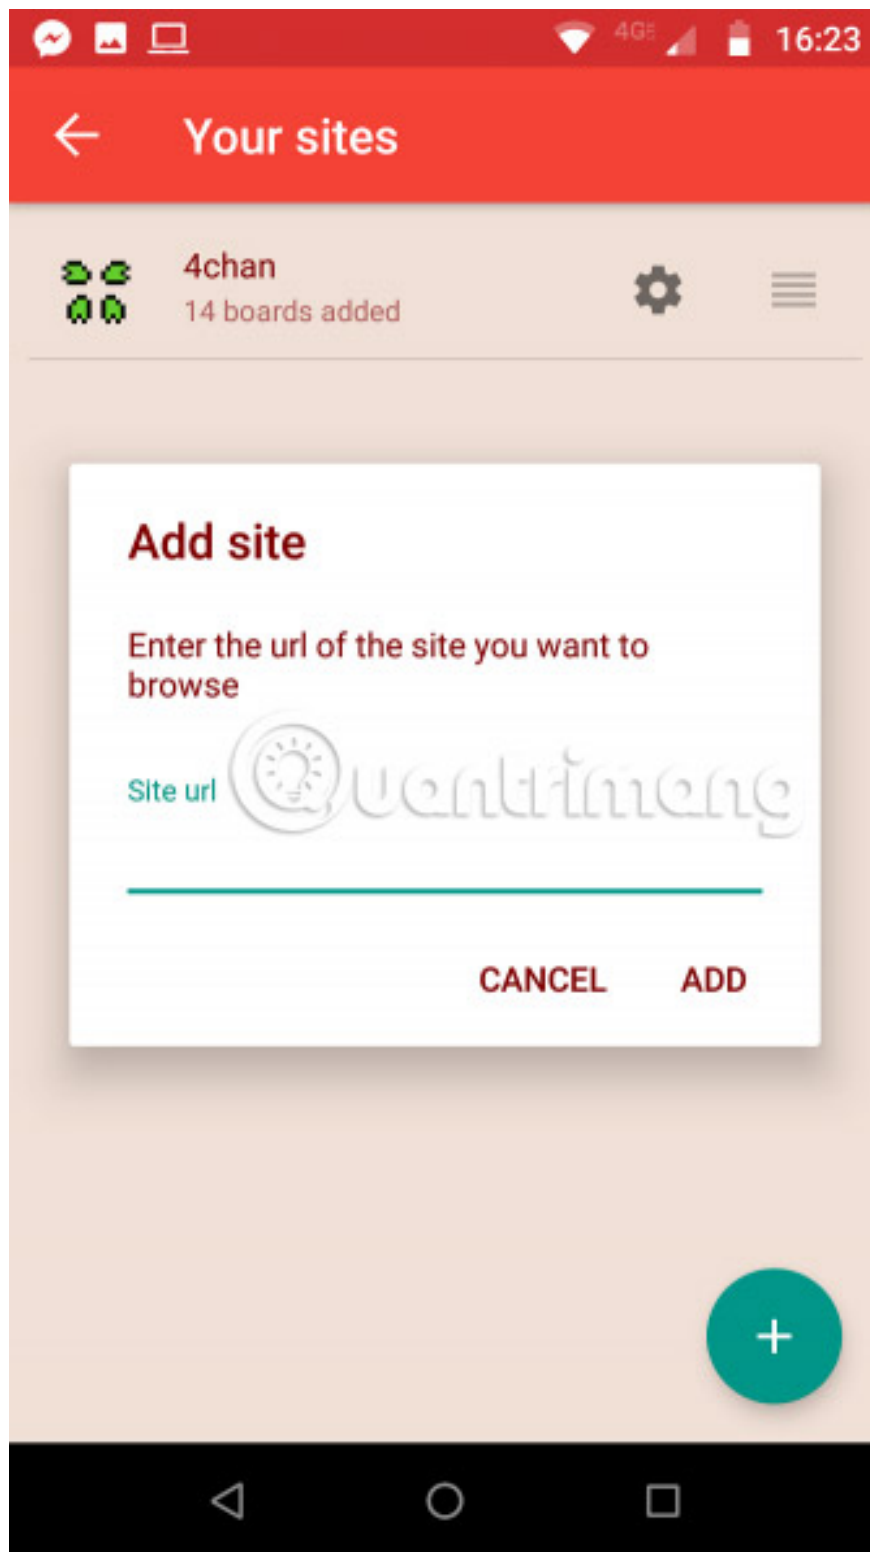 4G 16:23
Your sites
4chan
14 boards added
Add site
Enter the url of the site you want to
browse
Site url
Quantrimang
CANCEL ADD